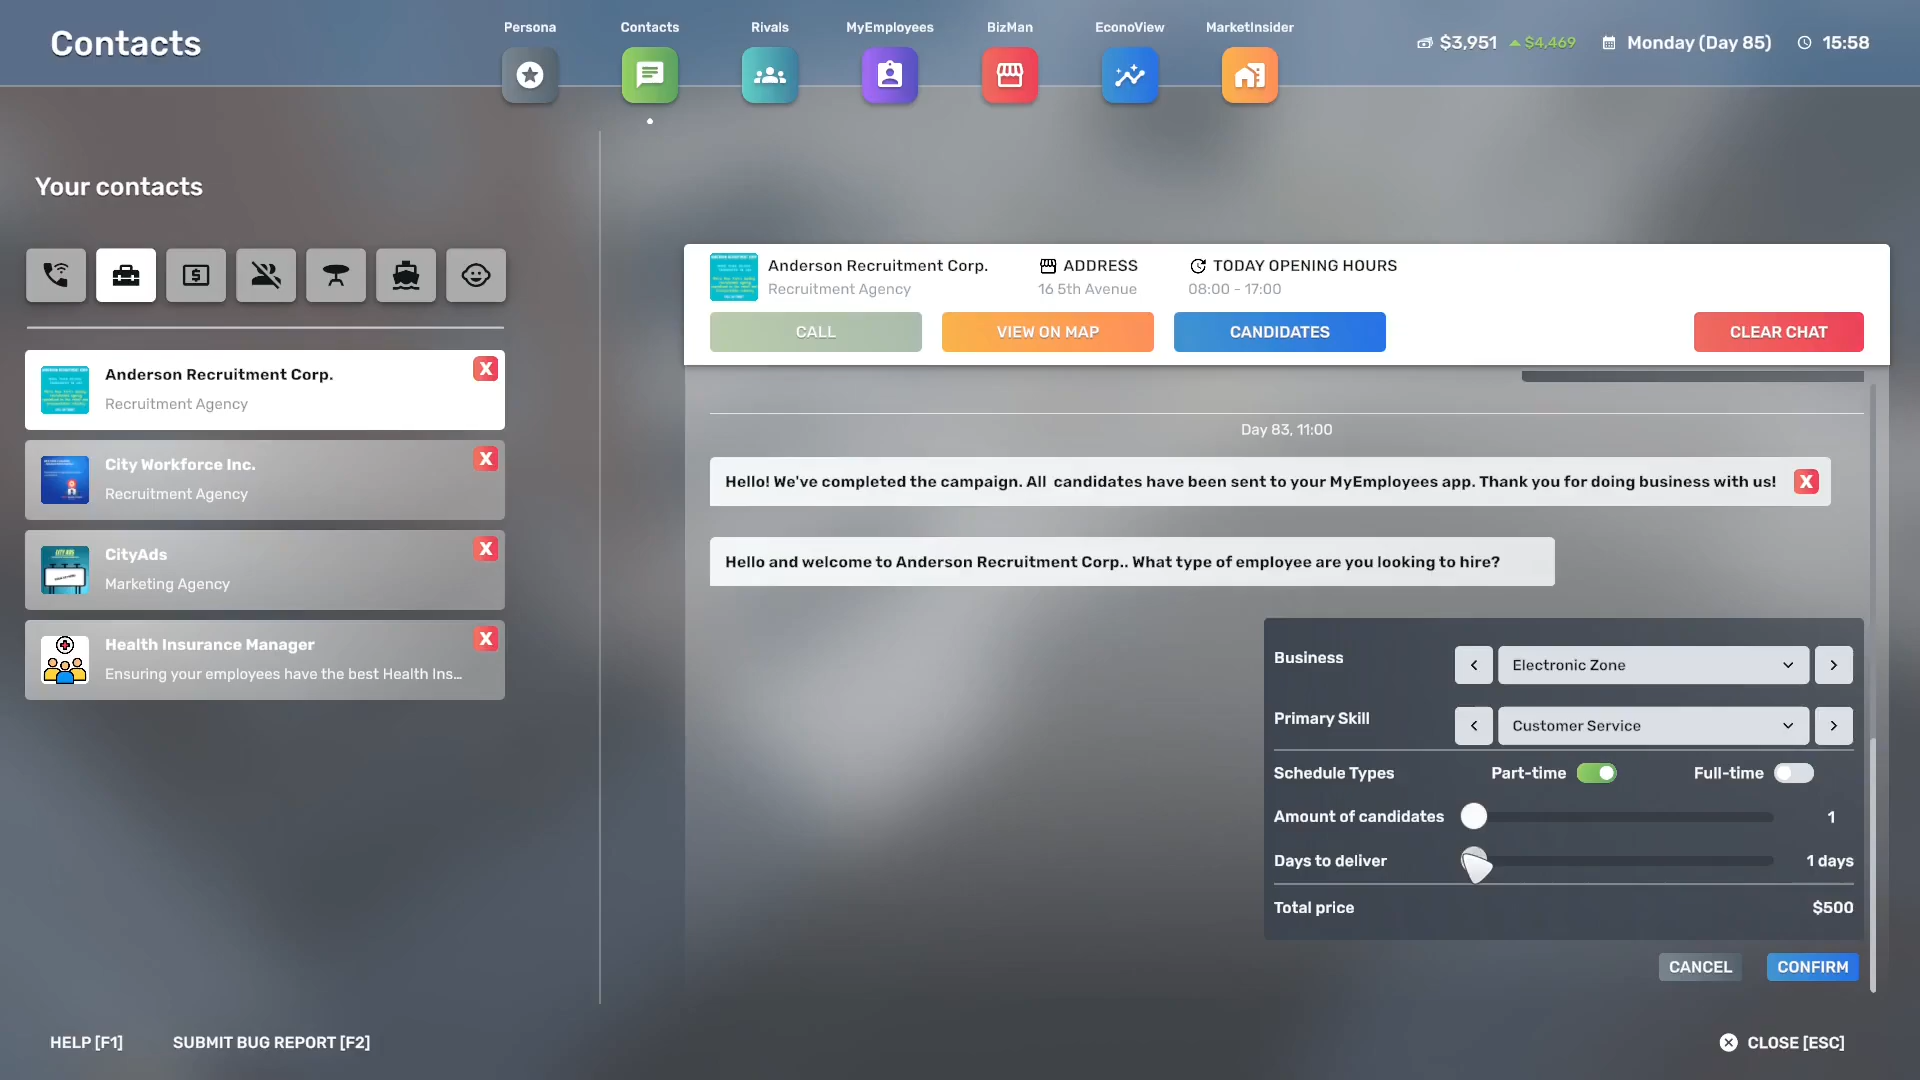 Contacts
Persona
Contacts
Rivals
MyEmployees
BizMan
EconoView
MarketInsider
$3,951
$4,469
Monday (Day 85)
15:58
Your contacts
Anderson Recruitment Corp.
Recruitment Agency
X
City Workforce Inc.
Recruitment Agency
X
CityAds
Marketing Agency
X
Health Insurance Manager
Ensuring your employees have the best Health Ins...
X
Anderson Recruitment Corp.
Recruitment Agency
ADDRESS
16 5th Avenue
TODAY OPENING HOURS
08:00 - 17:00
CALL
VIEW ON MAP
CANDIDATES
CLEAR CHAT
Day 83, 11:00
Hello! We've completed the campaign. All candidates have been sent to your MyEmployees app. Thank you for doing business with us!
X
Hello and welcome to Anderson Recruitment Corp.. What type of employee are you looking to hire?
Business
Electronic Zone
Primary Skill
Customer Service
Schedule Types
Part-time
Full-time
Amount of candidates
1
Days to deliver
1 days
Total price
$500
CANCEL
CONFIRM
HELP [F1]
SUBMIT BUG REPORT [F2]
CLOSE [ESC]